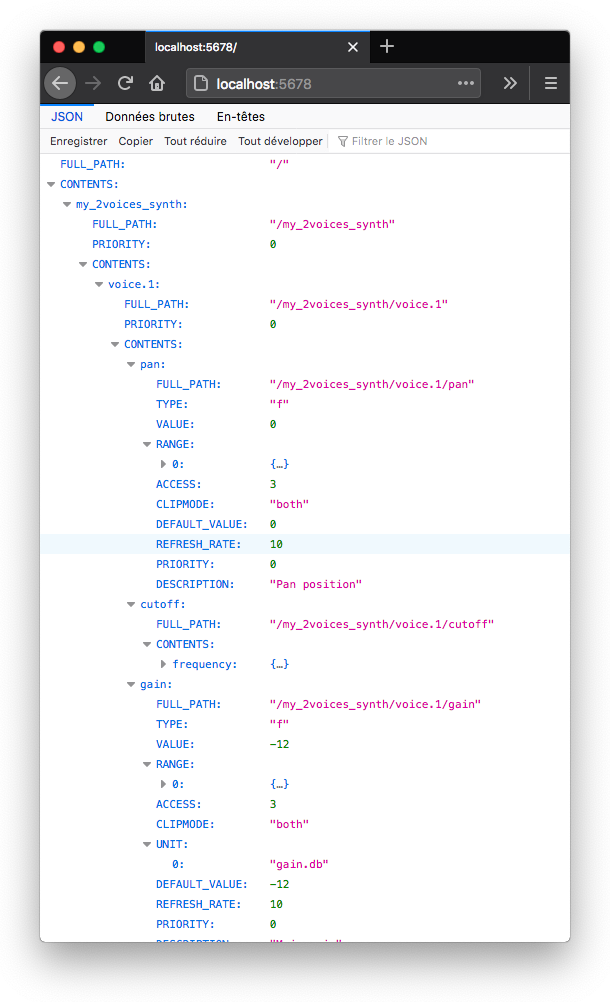 localhost:5678/
localhost:5678
JSON Données brutes En-têtes
Enregistrer Copier Tout réduire Tout développer Filtrer le JSON
FULL_PATH: "/"
CONTENTS:
my_2voices_synth:
FULL_PATH: "/my_2voices_synth"
PRIORITY: 0
CONTENTS:
voice.1:
FULL_PATH: "/my_2voices_synth/voice.1"
PRIORITY: 0
CONTENTS:
pan:
FULL_PATH: "/my_2voices_synth/voice.1/pan"
TYPE: "f"
VALUE: 0
RANGE:
0: {…}
ACCESS: 3
CLIPMODE: "both"
DEFAULT_VALUE: 0
REFRESH_RATE: 10
PRIORITY: 0
DESCRIPTION: "Pan position"
cutoff:
FULL_PATH: "/my_2voices_synth/voice.1/cutoff"
CONTENTS:
frequency: {…}
gain:
FULL_PATH: "/my_2voices_synth/voice.1/gain"
TYPE: "f"
VALUE: -12
RANGE:
0: {…}
ACCESS: 3
CLIPMODE: "both"
UNIT:
0: "gain.db"
DEFAULT_VALUE: -12
REFRESH_RATE: 10
PRIORITY: 0
DESCRIPTION: